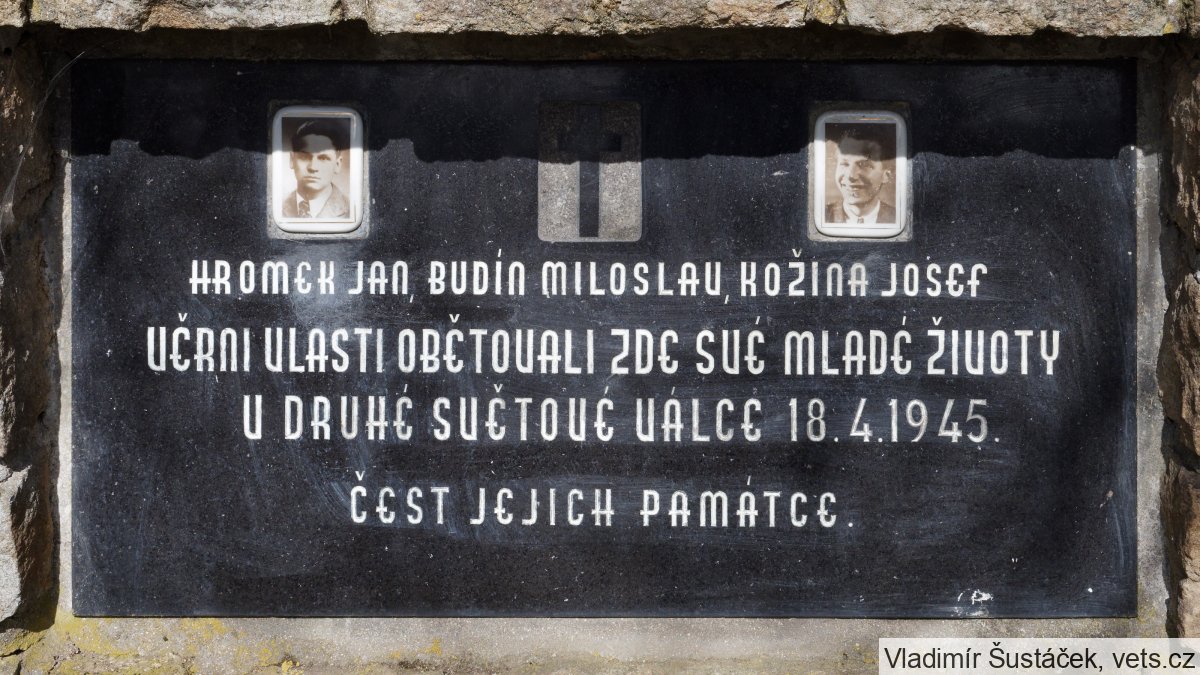 HROMEK JAN, BUDÍN MILOSLAV, KOŽINA JOSEF
VĚRNI VLASTI OBĚTOVALI ZDE SVÉ MLADÉ ŽIVOTY
V DRUHÉ SVĚTOVÉ VÁLCE 18.4.1945.
ČEST JEJICH PAMÁTCE.
Vladimír Šustáček, vets.cz